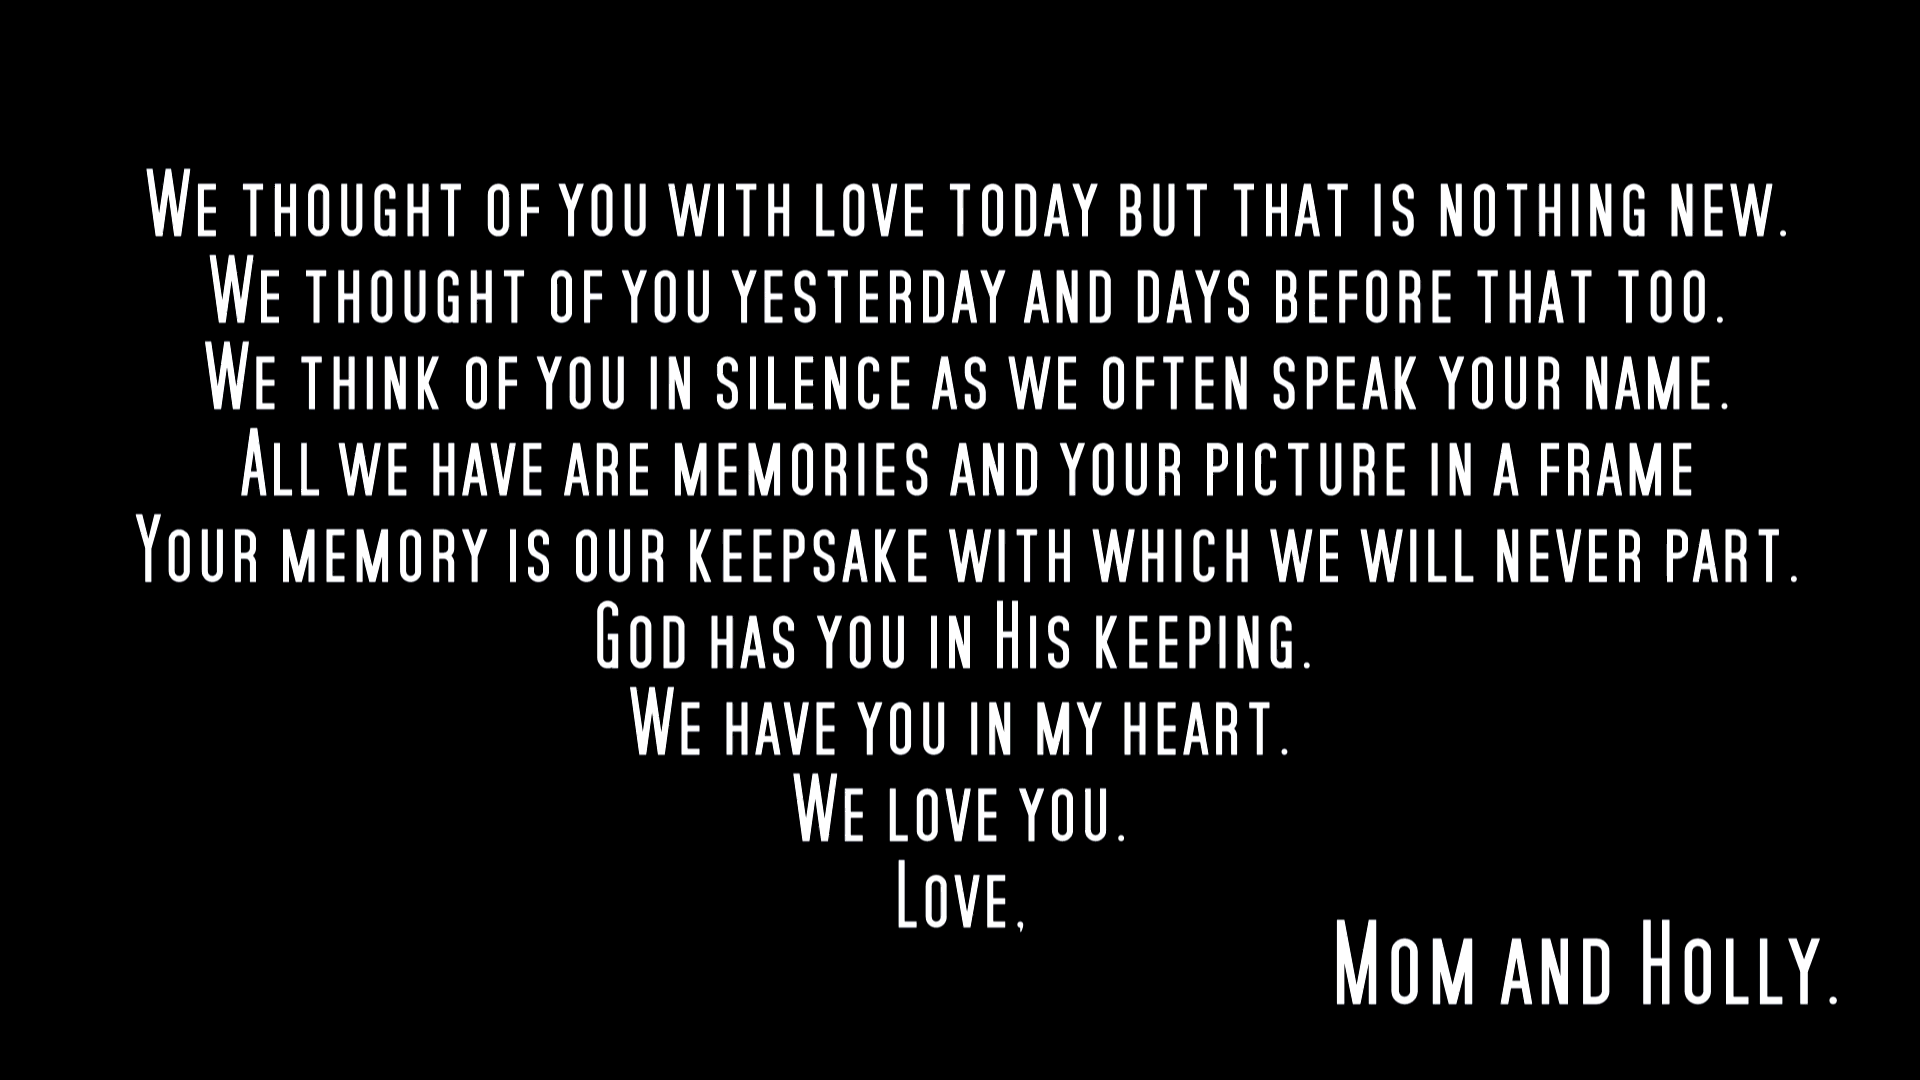 We thought of you with love today but that is nothing new.
We thought of you yesterday and days before that too.
We think of you in silence as we often speak your name.
All we have are memories and your picture in a frame
Your memory is our keepsake with which we will never part.
God has you in His keeping.
We have you in my heart.
We love you.
Love,
Mom and Holly.